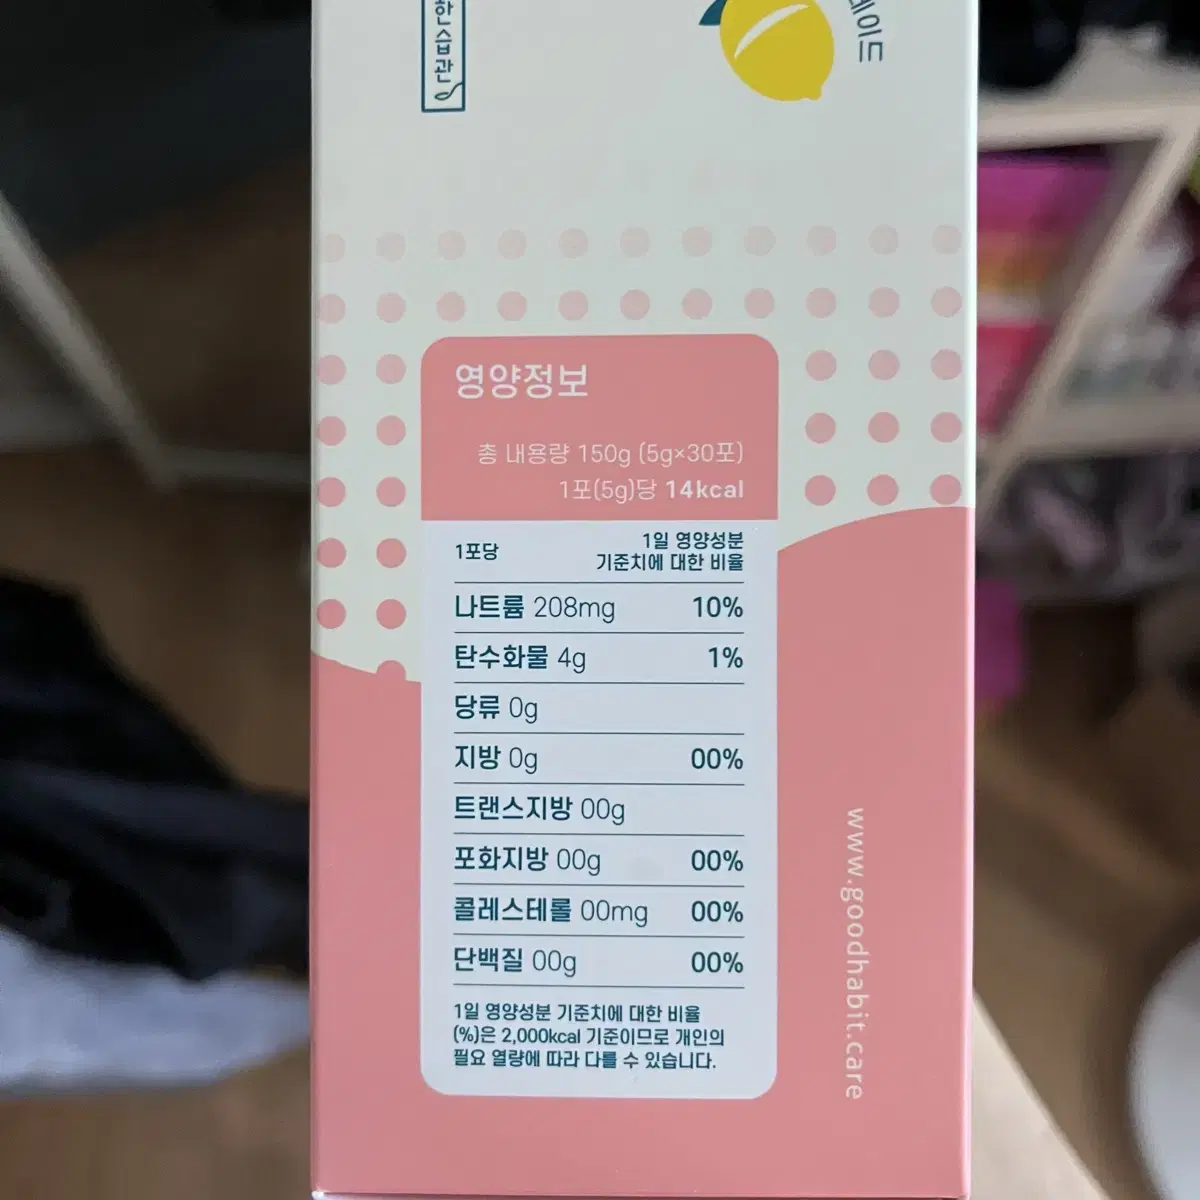 한습관
레이드
영양정보
총 내용량 150g (5g×30포)
1포(5g)당 14kcal
1포당
1일 영양성분
기준치에 대한 비율
나트륨 208mg 10%
탄수화물 4g 1%
당류 0g
지방 0g 00%
트랜스지방 00g
포화지방 00g 00%
콜레스테롤 00mg 00%
단백질 00g 00%
1일 영양성분 기준치에 대한 비율
(%)은 2,000kcal 기준이므로 개인의
필요 열량에 따라 다를 수 있습니다.
www.goodhabit.care